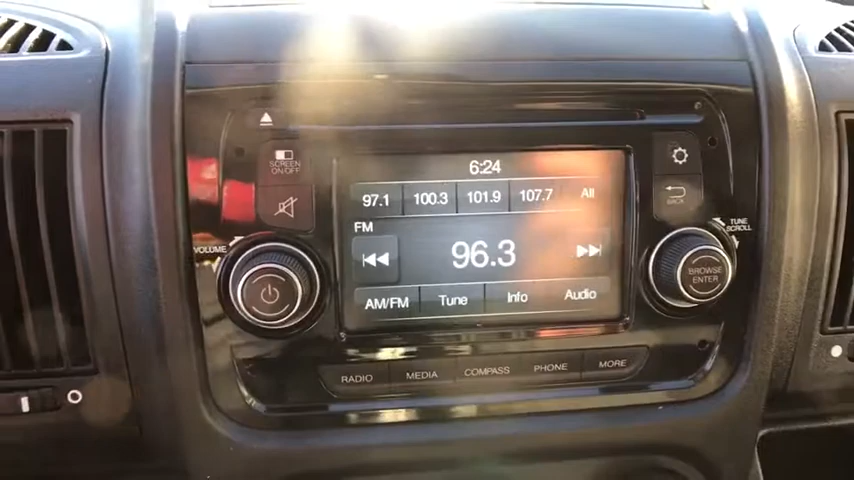 6:24
SCREEN
ON/OFF
97.1 100.3 101.9 107.7 All
BACK
FM
TUNE
SCROLL
VOLUME
96.3
BROWSE
ENTER
AM/FM Tune Info Audio
RADIO MEDIA COMPASS PHONE MORE